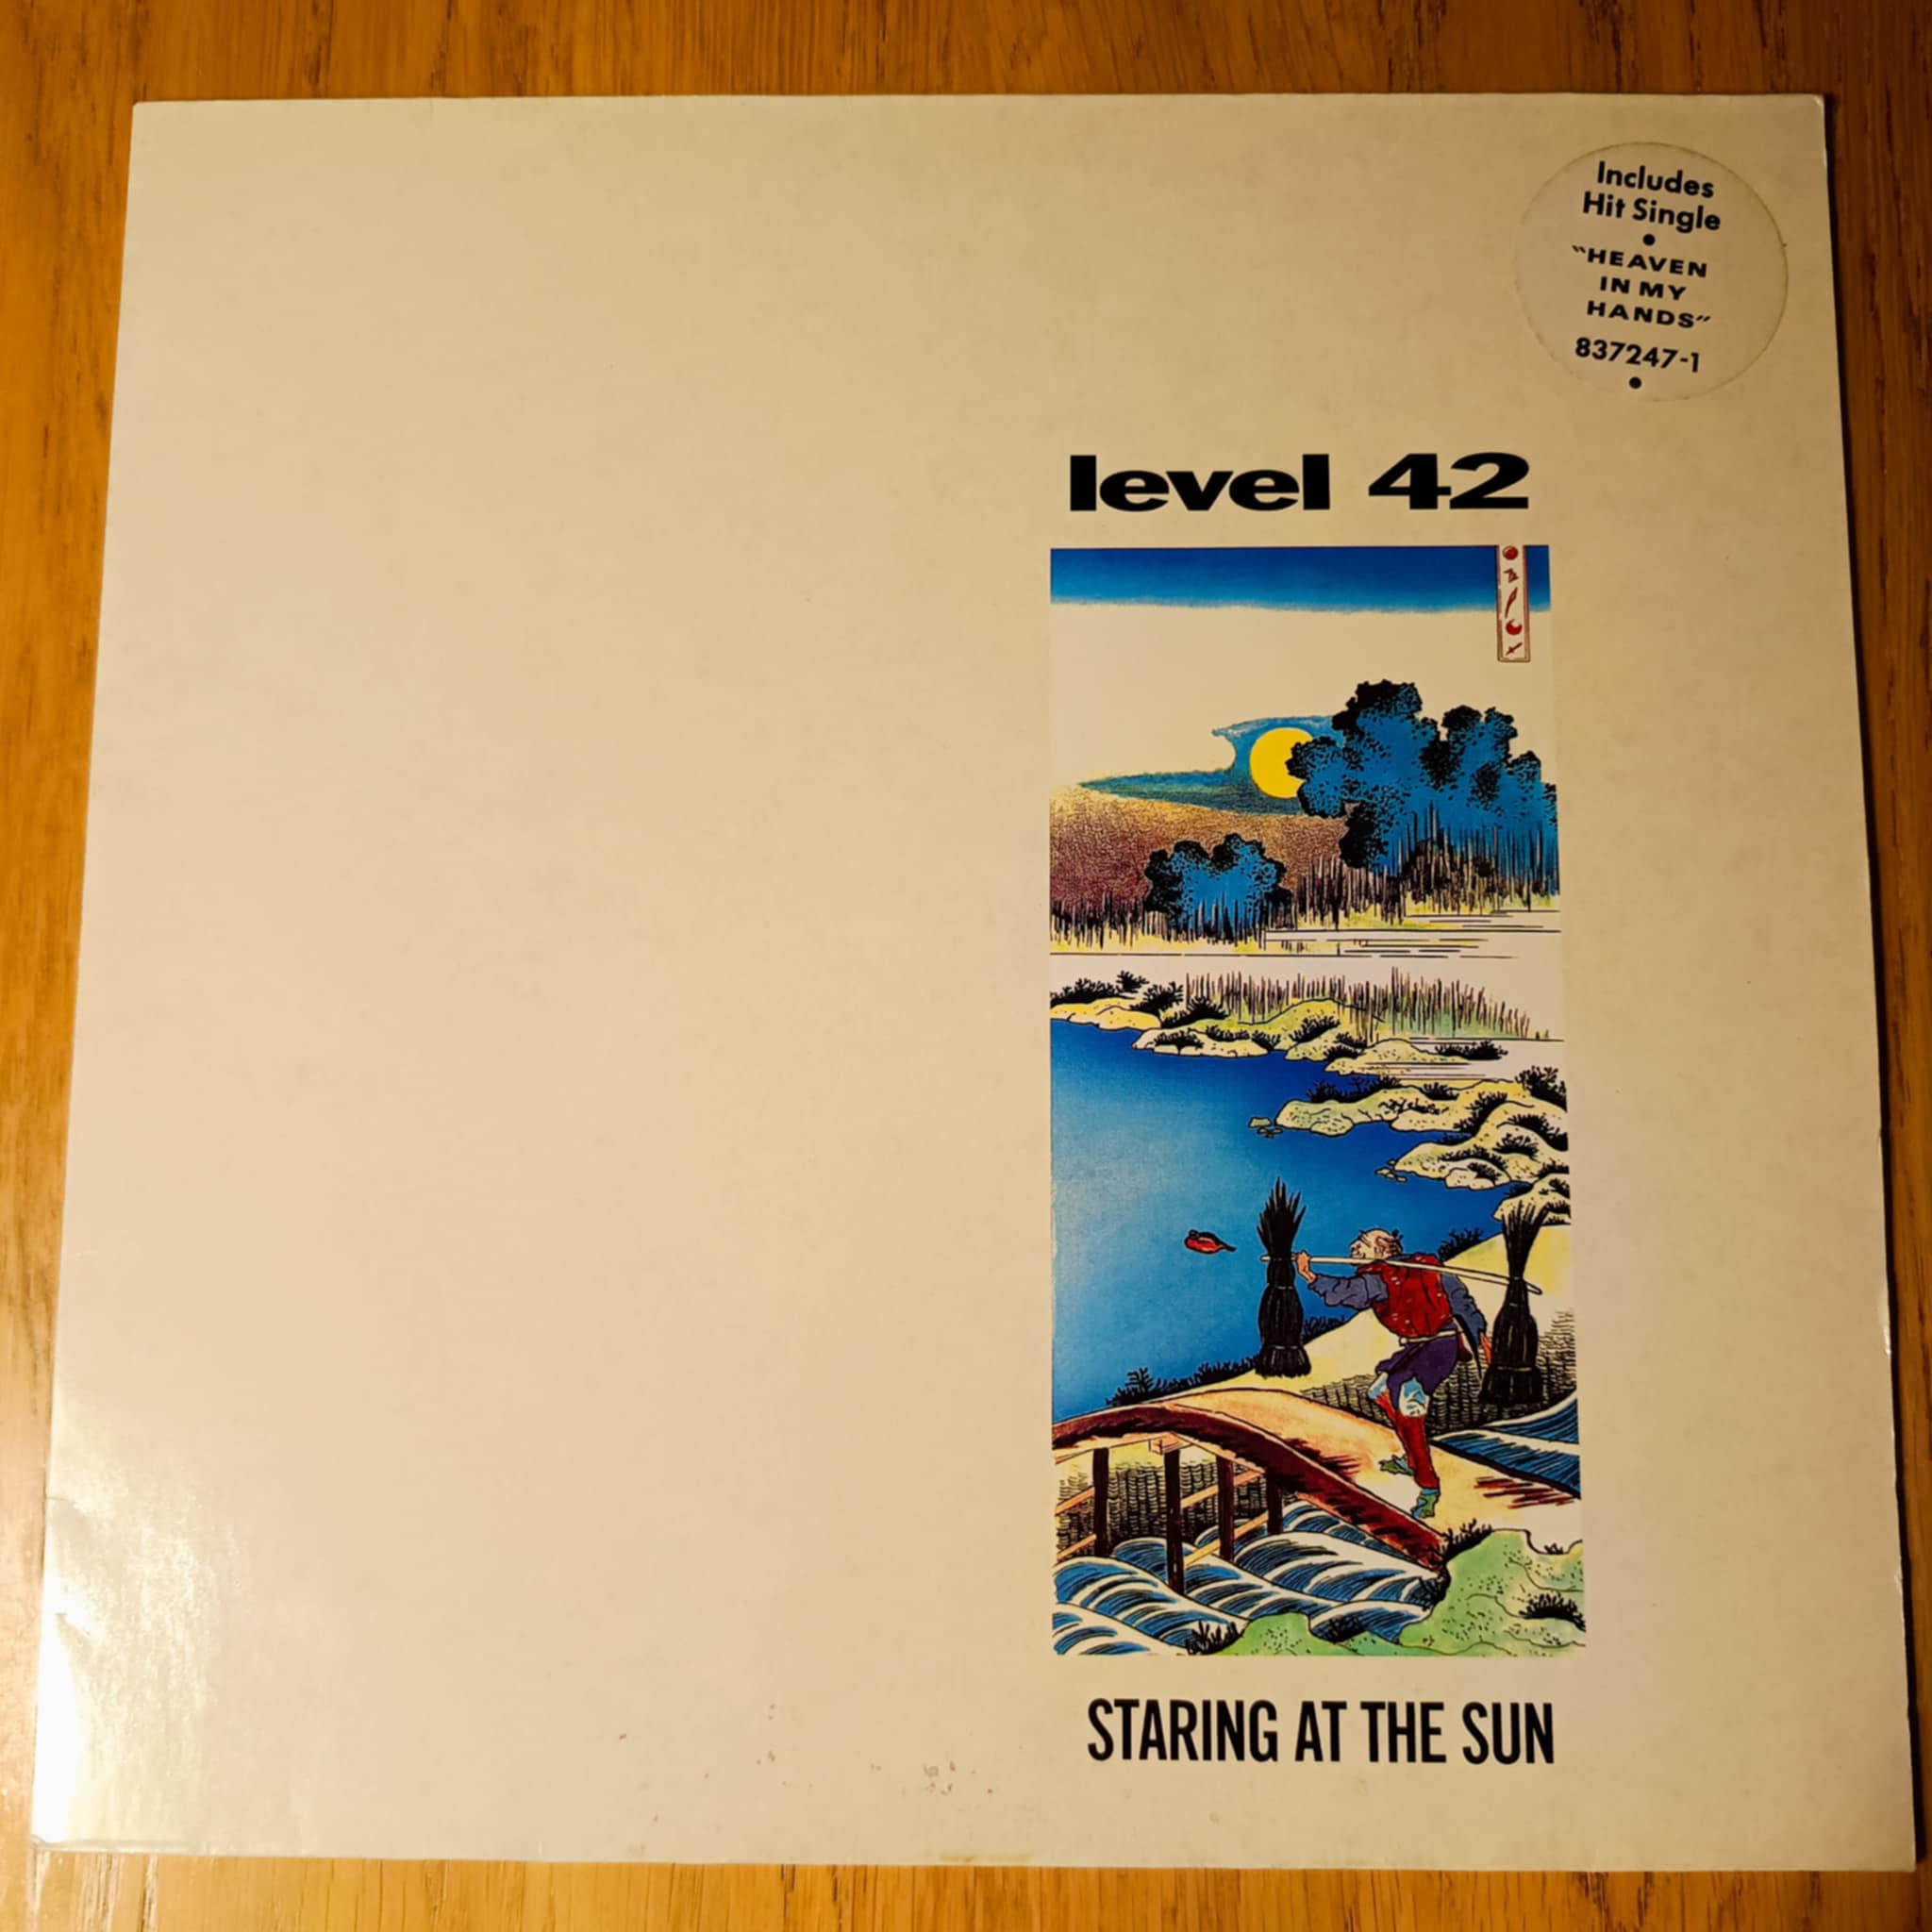 Includes
Hit Single
•
"HEAVEN
IN MY
HANDS"
837247-1
•
level 42
STARING AT THE SUN